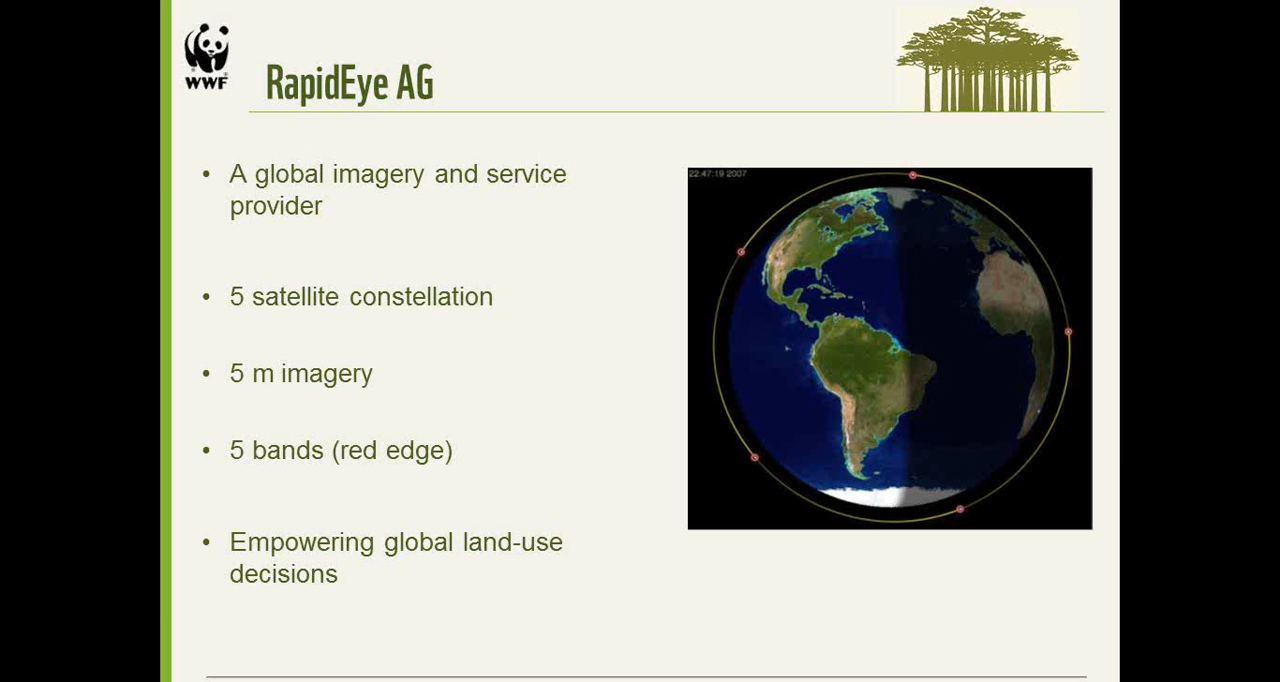 WWF
RapidEye AG
• A global imagery and service
provider
• 5 satellite constellation
• 5 m imagery
• 5 bands (red edge)
• Empowering global land-use
decisions
22:47:19 2007